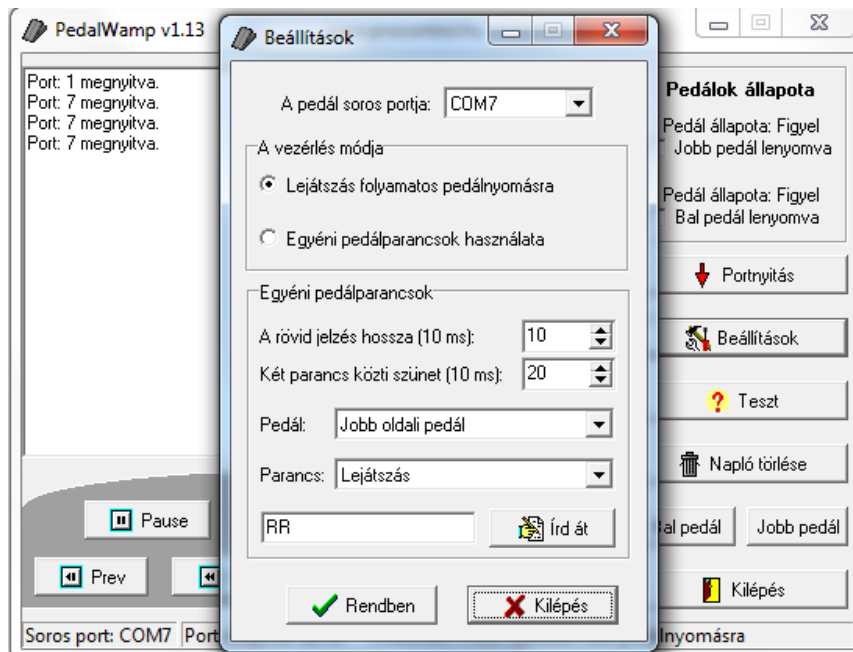 PedalWamp v1.13
Port: 1 megnyitva.
Port: 7 megnyitva.
Port: 7 megnyitva.
Port: 7 megnyitva.
Pause
Prev
Soros port: COM7
Port
Beállítások
A pedál soros portja: COM7
A vezérlés módja
Lejátszás folyamatos pedálnyomásra
Egyéni pedálparancsok használata
Egyéni pedálparancsok
A rövid jelzés hossza (10 ms): 10
Két parancs közti szünet (10 ms): 20
Pedál: Jobb oldali pedál
Parancs: Lejátszás
RR
Írd át
Rendben
Kilépés
Pedálok állapota
Pedál állapota: Figyel
Jobb pedál lenyomva
Pedál állapota: Figyel
Bal pedál lenyomva
Portnyitás
Beállítások
Teszt
Napló törlése
al pedál
Jobb pedál
Kilépés
lnyomásra